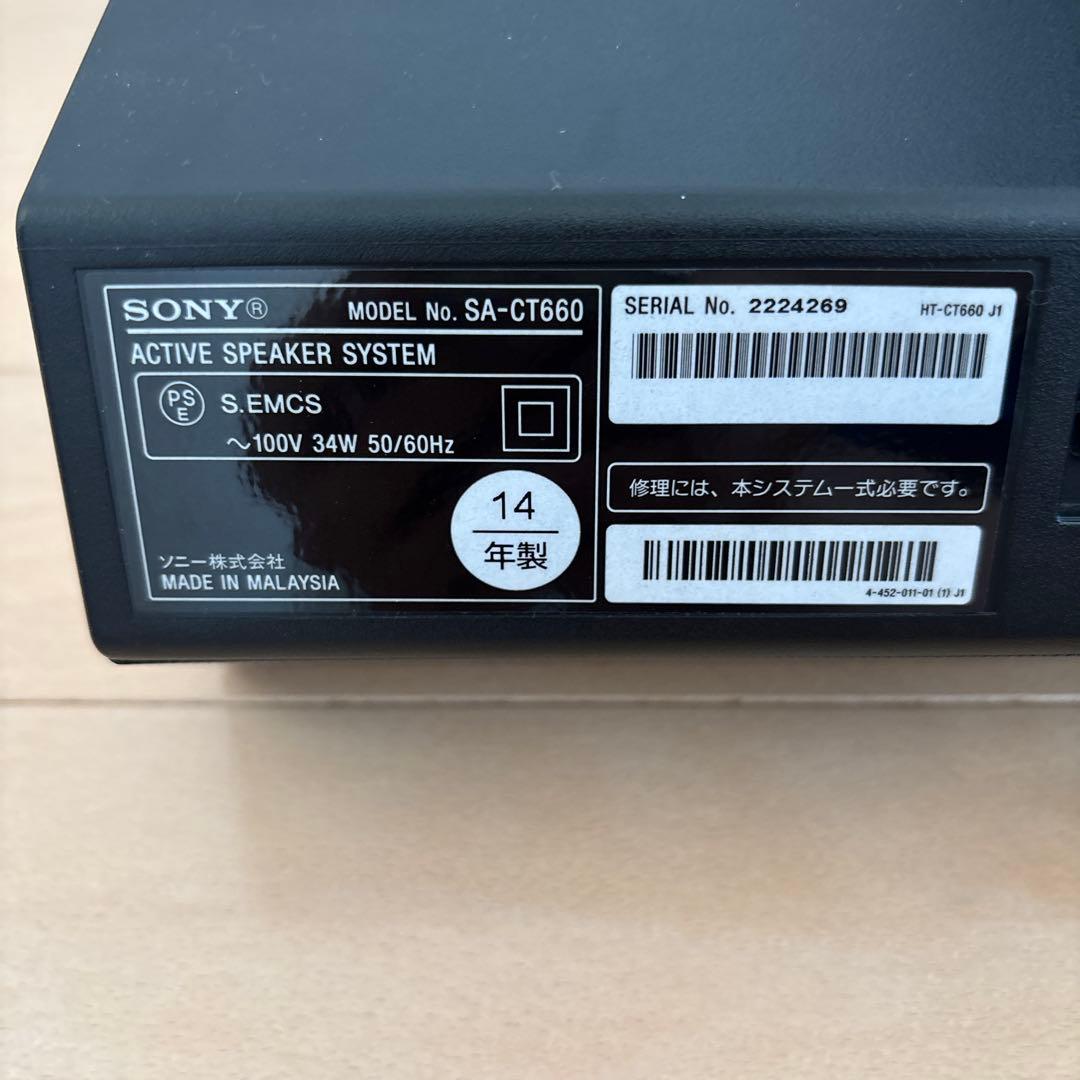 SONY®
MODEL No. SA-CT660
ACTIVE SPEAKER SYSTEM
PS
E
S.EMCS
～100V 34W 50/60Hz
14
年製
ソニー株式会社
MADE IN MALAYSIA
SERIAL No. 2224269
HT-CT660 J1
修理には、本システム一式必要です。
4-452-011-01 (1) J1